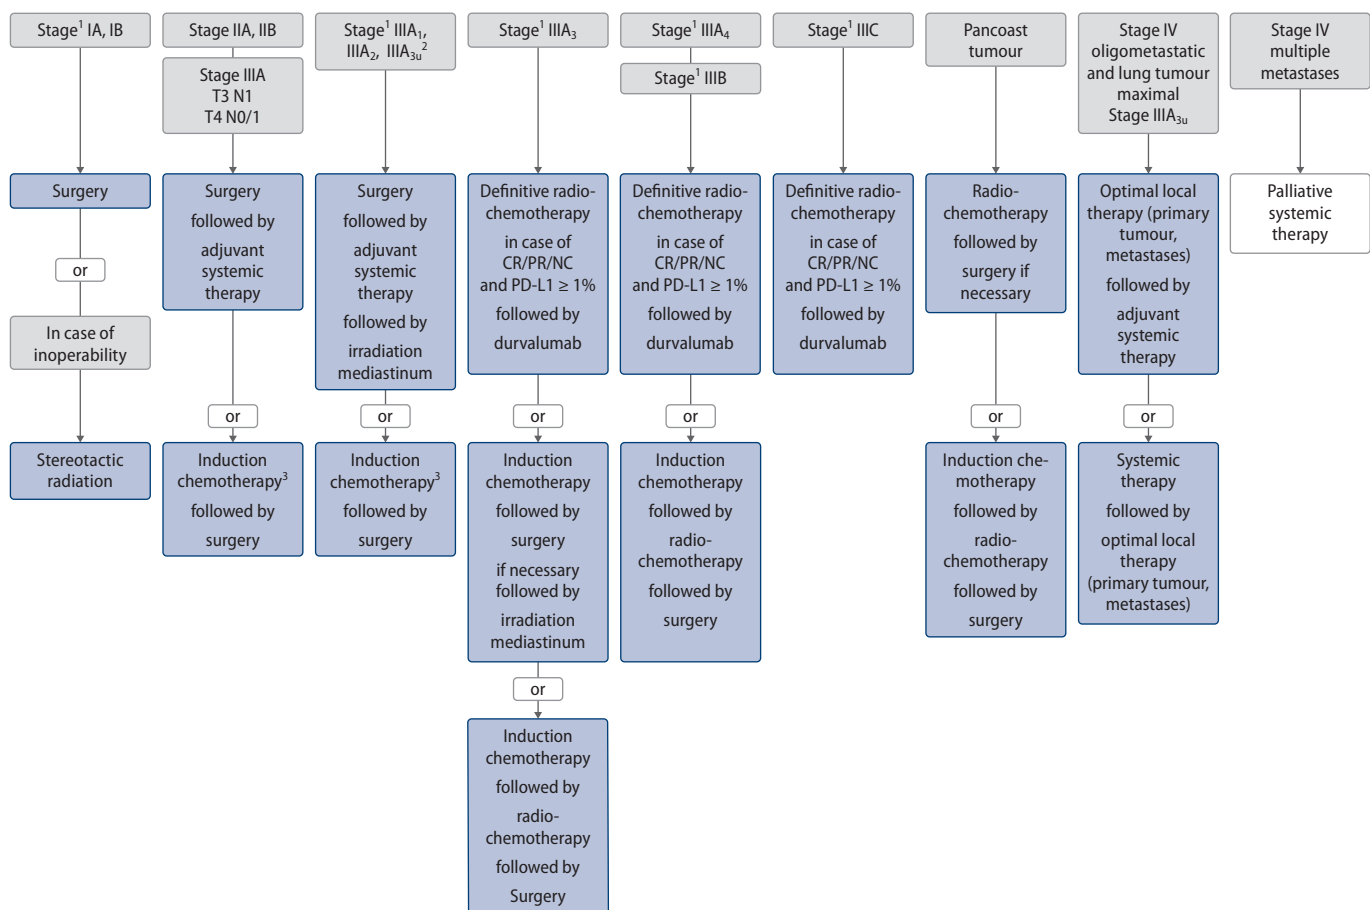 Stage¹ IA, IB
Surgery
or
In case of
inoperability
Stereotactic
radiation
Stage IIA, IIB
Stage IIIA
T3 N1
T4 N0/1
Surgery
followed by
adjuvant
systemic
therapy
or
Induction
chemotherapy³
followed by
surgery
Stage¹ IIIA₁,
IIIA₂, IIIA₃ᵤ²
Surgery
followed by
adjuvant
systemic
therapy
followed by
irradiation
mediastinum
or
Induction
chemotherapy³
followed by
surgery
Stage¹ IIIA₃
Definitive radio-
chemotherapy
in case of
CR/PR/NC
and PD-L1 ≥ 1%
followed by
durvalumab
or
Induction
chemotherapy
followed by
surgery
if necessary
followed by
irradiation
mediastinum
or
Induction
chemotherapy
followed by
radio-
chemotherapy
followed by
Surgery
Stage¹ IIIA₄
Stage¹ IIIB
Definitive radio-
chemotherapy
in case of
CR/PR/NC
and PD-L1 ≥ 1%
followed by
durvalumab
or
Induction
chemotherapy
followed by
radio-
chemotherapy
followed by
surgery
Stage¹ IIIC
Definitive radio-
chemotherapy
in case of
CR/PR/NC
and PD-L1 ≥ 1%
followed by
durvalumab
Pancoast
tumour
Radio-
chemotherapy
followed by
surgery if
necessary
or
Induction che-
motherapy
followed by
radio-
chemotherapy
followed by
surgery
Stage IV
oligometastatic
and lung tumour
maximal
Stage IIIA₃ᵤ
Optimal local
therapy (primary
tumour,
metastases)
followed by
adjuvant
systemic
therapy
or
Systemic
therapy
followed by
optimal local
therapy
(primary tumour,
metastases)
Stage IV
multiple
metastases
Palliative
systemic
therapy